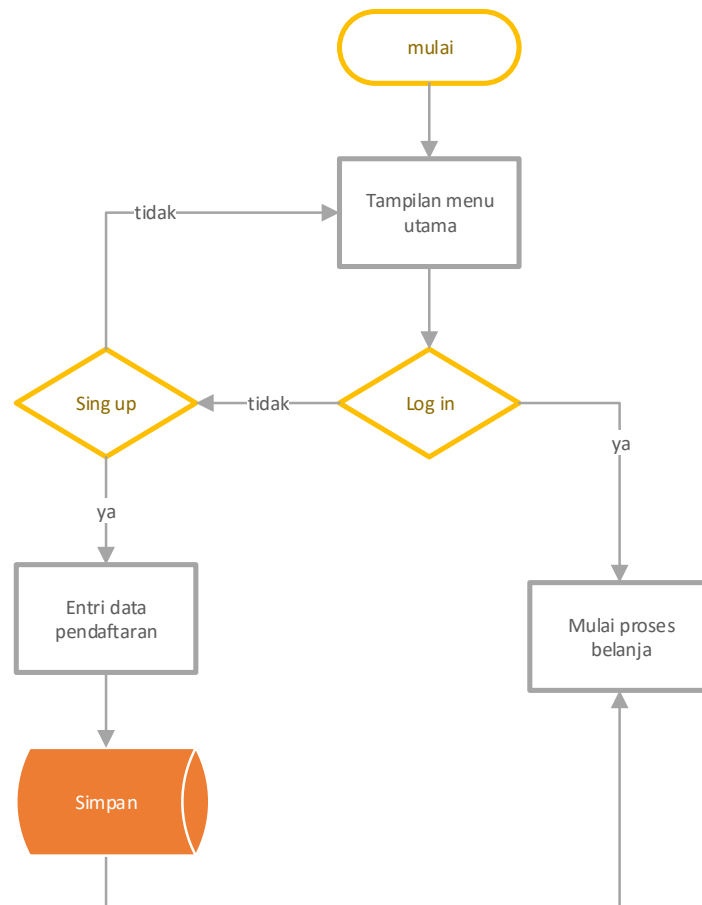 mulai
Tampilan menu
utama
tidak
Sing up
tidak
Log in
ya
ya
Entri data
pendaftaran
Mulai proses
belanja
Simpan